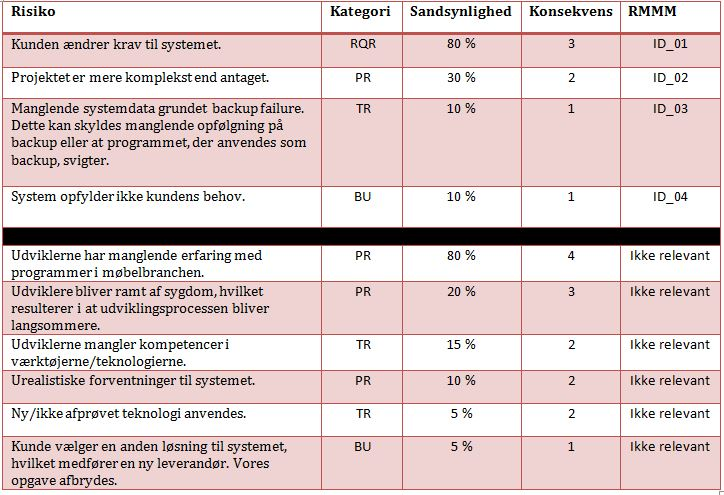 Risiko Kategori Sandsynlighed Konsekvens RMMM
Kunden ændrer krav til systemet. RQR 80 % 3 ID_01
Projektet er mere komplekst end antaget. PR 30 % 2 ID_02
Manglende systemdata grundet backup failure. TR 10 % 1 ID_03
Dette kan skyldes manglende opfølgning på
backup eller at programmet, der anvendes som
backup, svigter.
System opfylder ikke kundens behov. BU 10 % 1 ID_04
Udviklerne har manglende erfaring med PR 80 % 4 Ikke relevant
programmer i møbelbranchen.
Udviklere bliver ramt af sygdom, hvilket PR 20 % 3 Ikke relevant
resulterer i at udviklingsprocessen bliver
langsommere.
Udviklerne mangler kompetencer i TR 15 % 2 Ikke relevant
værktøjerne/teknologierne.
Urealistiske forventninger til systemet. PR 10 % 2 Ikke relevant
Ny/ikke afprøvet teknologi anvendes. TR 5 % 2 Ikke relevant
Kunde vælger en anden løsning til systemet, BU 5 % 1 Ikke relevant
hvilket medfører en ny leverandør. Vores
opgave afbrydes.